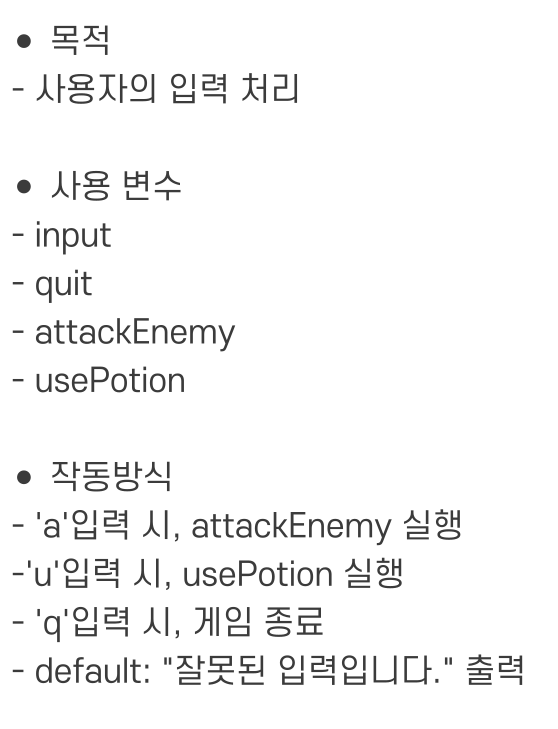 • 목적
- 사용자의 입력 처리
• 사용 변수
- input
- quit
- attackEnemy
- usePotion
• 작동방식
- 'a'입력 시, attackEnemy 실행
-'u'입력 시, usePotion 실행
- 'q'입력 시, 게임 종료
- default: "잘못된 입력입니다." 출력